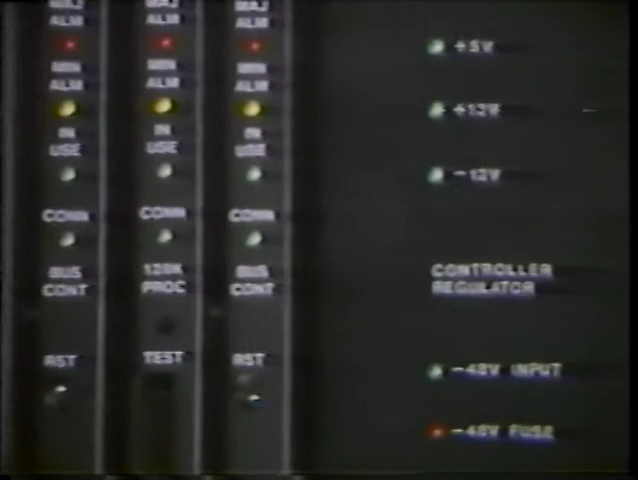 MAJ
ALM
MIN
ALM
IN
USE
CONN
BUS
CONT
RST
MAJ
ALM
MIN
ALM
IN
USE
CONN
128K
PROC
TEST
MAJ
ALM
MIN
ALM
IN
USE
CONN
BUS
CONT
RST
+5V
+12V
-12V
CONTROLLER
REGULATOR
-48V INPUT
-48V FUSE